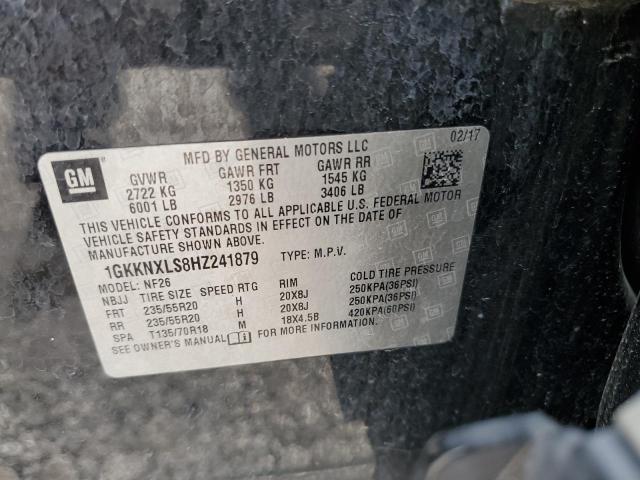 GM
MFD BY GENERAL MOTORS LLC 02/17
GVWR GAWR FRT GAWR RR
2722 KG 1350 KG 1545 KG
6001 LB 2976 LB 3406 LB
THIS VEHICLE CONFORMS TO ALL APPLICABLE U.S. FEDERAL MOTOR
VEHICLE SAFETY STANDARDS IN EFFECT ON THE DATE OF
MANUFACTURE SHOWN ABOVE.
1GKKNXLS8HZ241879 TYPE: M.P.V.
MODEL: NF26
NBJJ TIRE SIZE SPEED RTG RIM COLD TIRE PRESSURE
FRT 235/55R20 H 20X8J 250KPA(36PSI)
RR 235/55R20 H 20X8J 250KPA(36PSI)
SPA T135/70R18 M 18X4.5B 420KPA(60PSI)
SEE OWNER'S MANUAL FOR MORE INFORMATION.